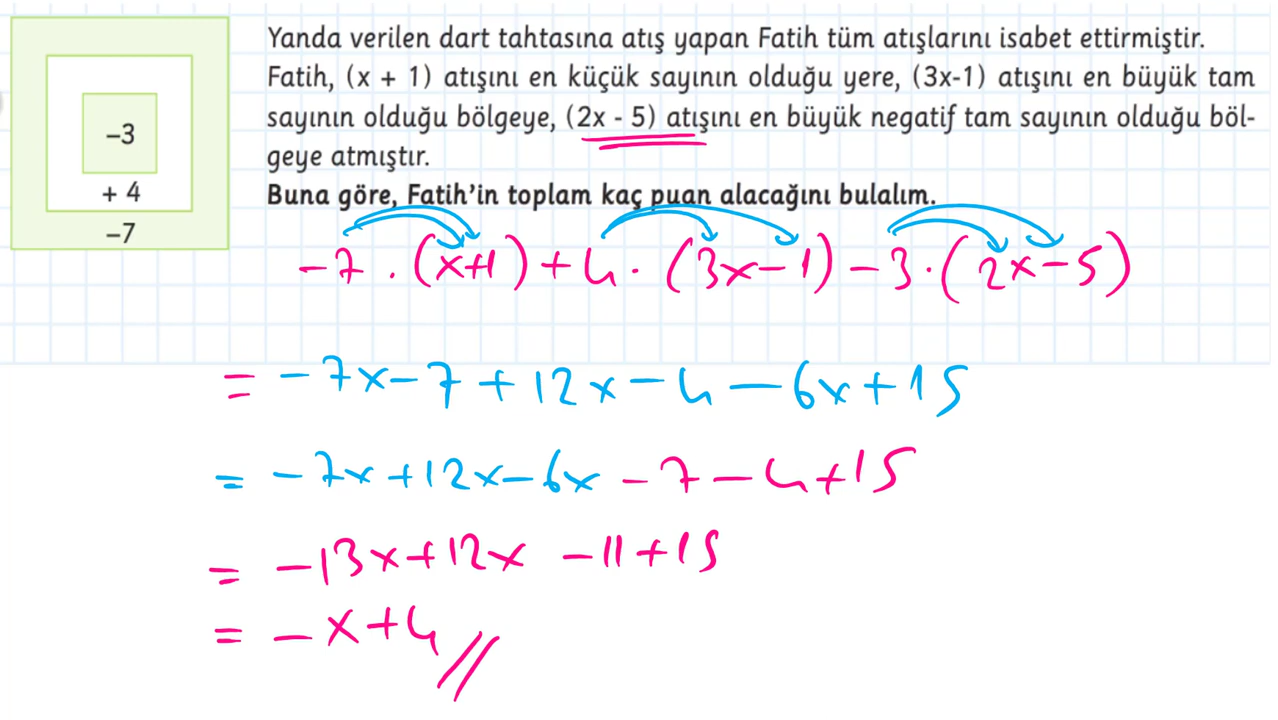 -3
+ 4
-7
Yanda verilen dart tahtasına atış yapan Fatih tüm atışlarını isabet ettirmiştir.
Fatih, (x + 1) atışını en küçük sayının olduğu yere, (3x-1) atışını en büyük tam
sayının olduğu bölgeye, (2x - 5) atışını en büyük negatif tam sayının olduğu böl-
geye atmıştır.
Buna göre, Fatih'in toplam kaç puan alacağını bulalım.
-7 . (x+1) + 4 . (3x-1) - 3 . (2x-5)
= -7x - 7 + 12x - 4 - 6x + 15
= -7x + 12x - 6x - 7 - 4 + 15
= -13x + 12x - 11 + 15
= -x + 4 //